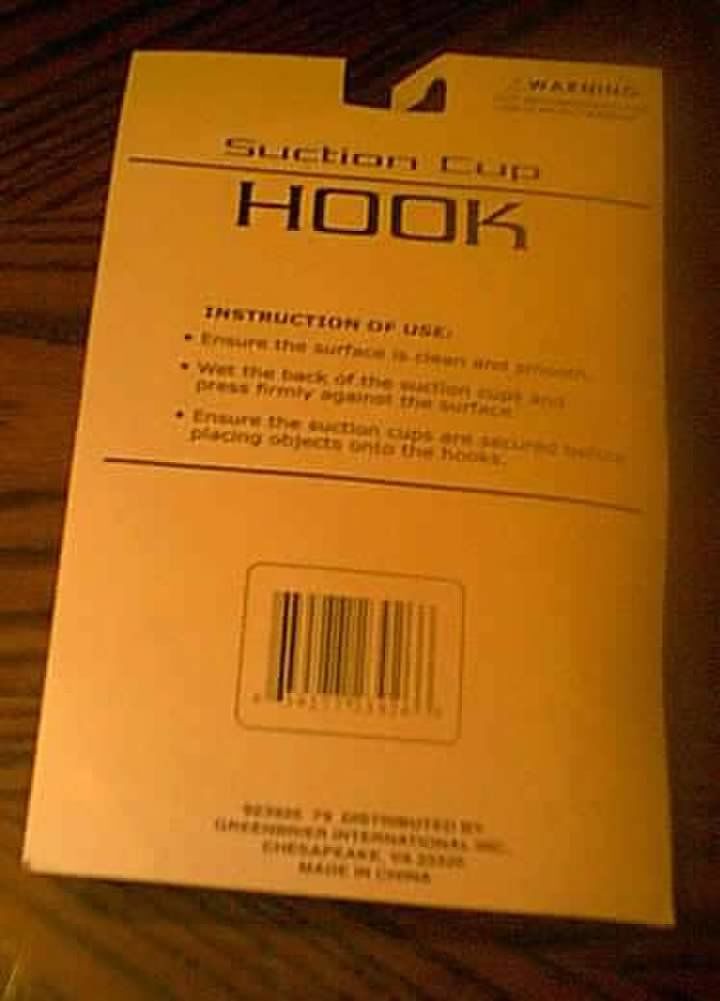 WARNING
Suction Cup
HOOK
INSTRUCTION OF USE:
• Ensure the surface is clean and smooth.
• Wet the back of the suction cups and
press firmly against the surface
• Ensure the suction cups are secured before
placing objects onto the hooks.
DISTRIBUTED BY
GREENBRIER INTERNATIONAL INC.
CHESAPEAKE, VA 23320
MADE IN CHINA